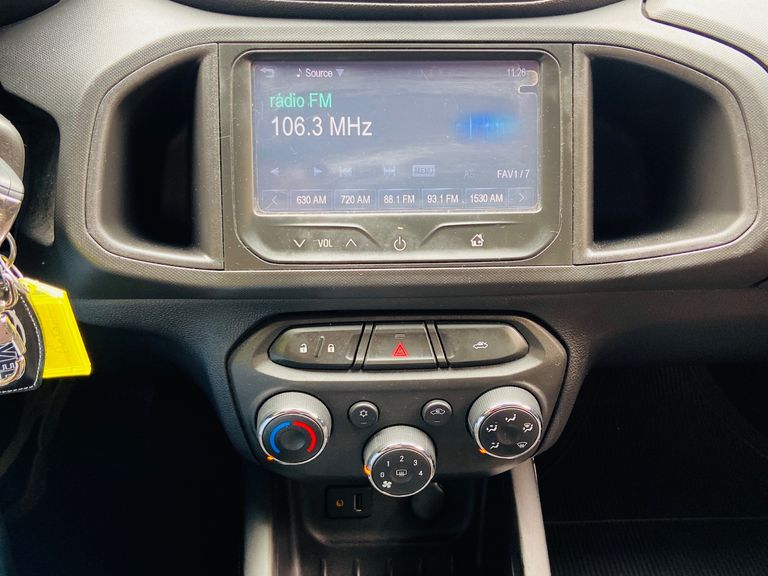 Source
11:26
rádio FM
106.3 MHz
FAV1/7
630 AM 720 AM 88.1 FM 93.1 FM 1530 AM
VOL
0 1 2 3 4